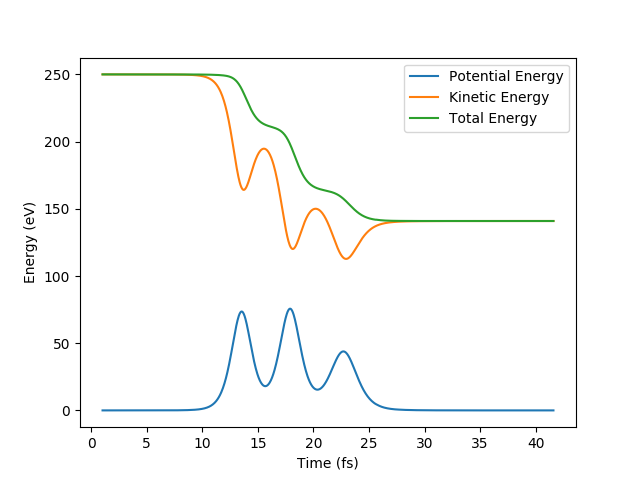 Energy (eV)
250
200
150
100
50
0
Potential Energy
Kinetic Energy
Total Energy
0 5 10 15 20 25 30 35 40
Time (fs)